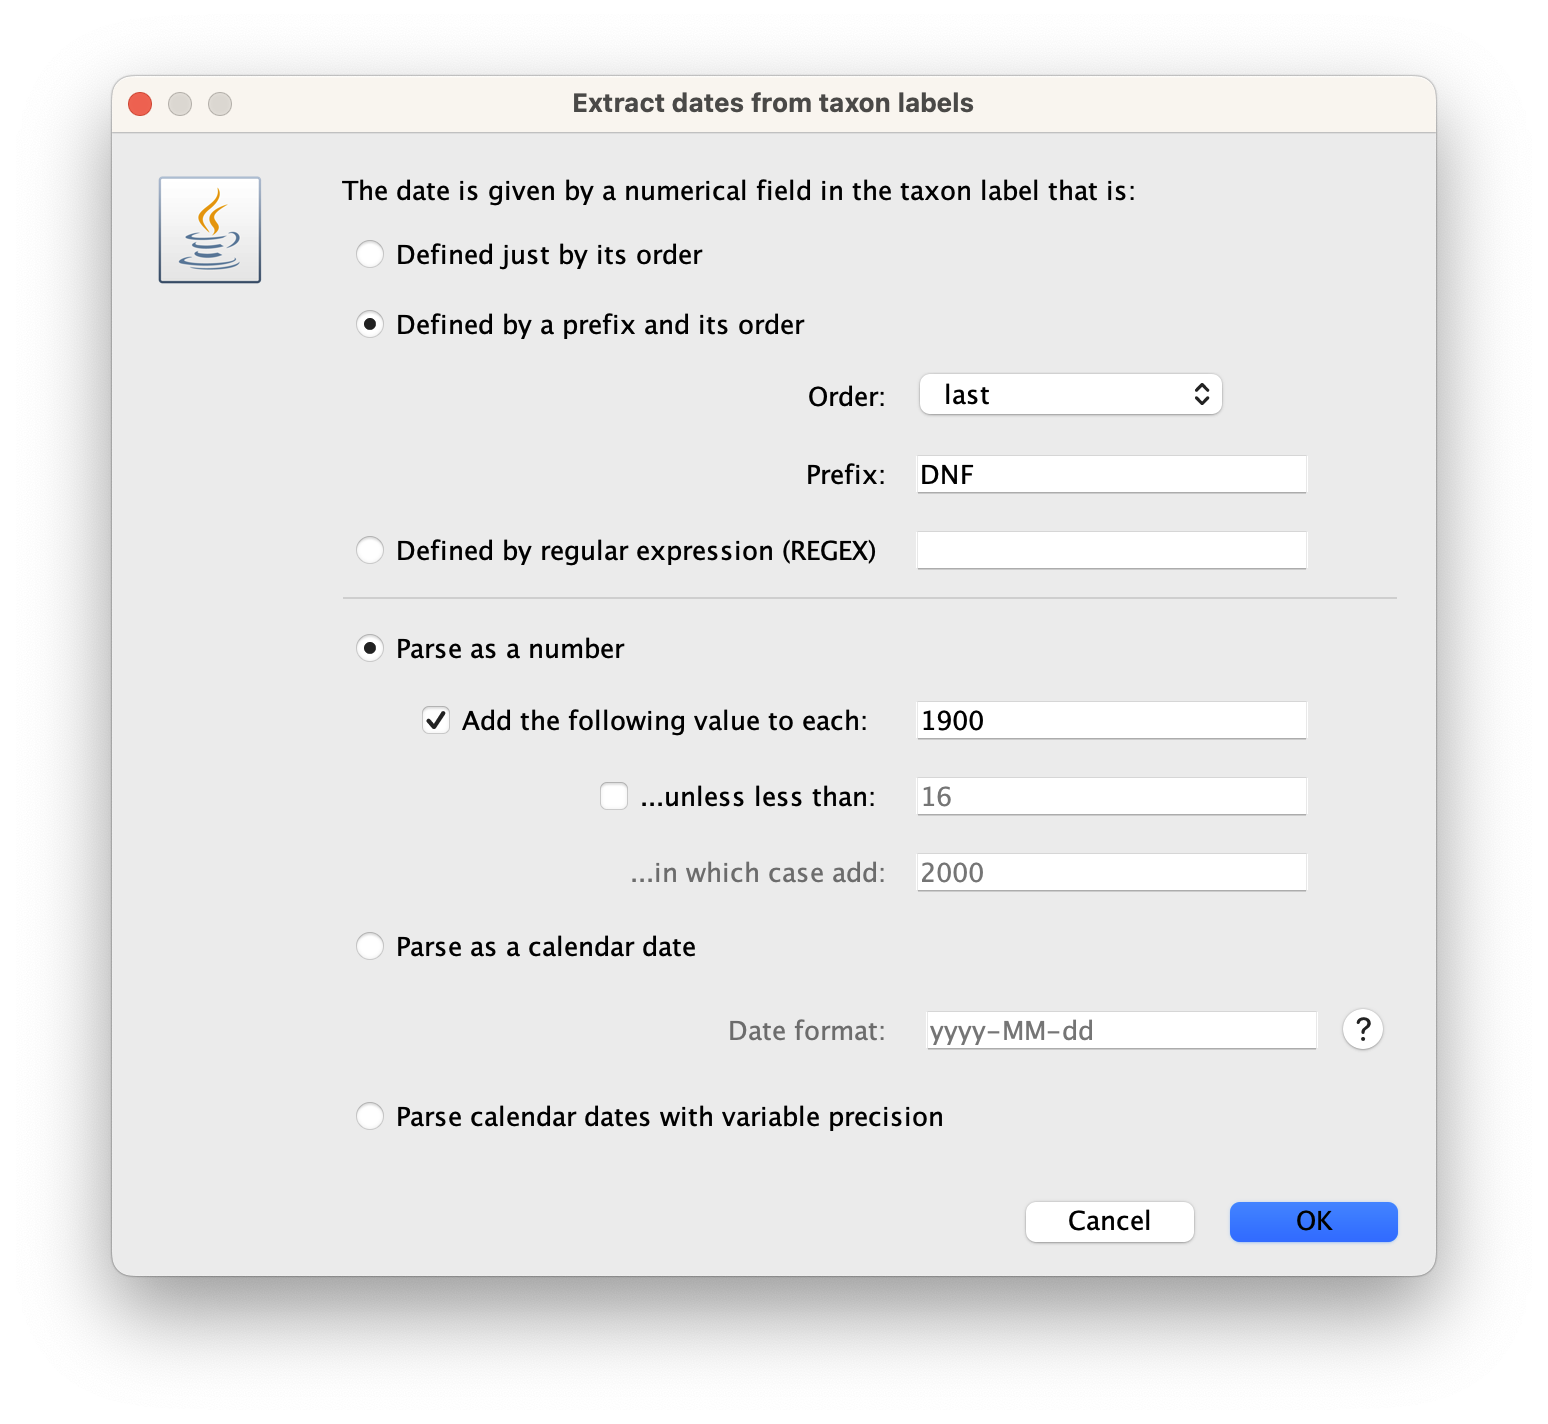 Extract dates from taxon labels
The date is given by a numerical field in the taxon label that is:
Defined just by its order
Defined by a prefix and its order
Order: last
Prefix: DNF
Defined by regular expression (REGEX)
Parse as a number
Add the following value to each: 1900
...unless less than: 16
...in which case add: 2000
Parse as a calendar date
Date format: yyyy-MM-dd ?
Parse calendar dates with variable precision
Cancel OK